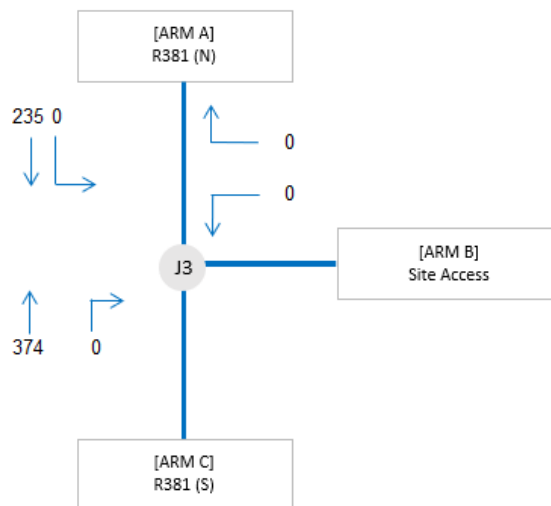 [ARM A]
R381 (N)
235 0
0
0
J3
[ARM B]
Site Access
374
0
[ARM C]
R381 (S)